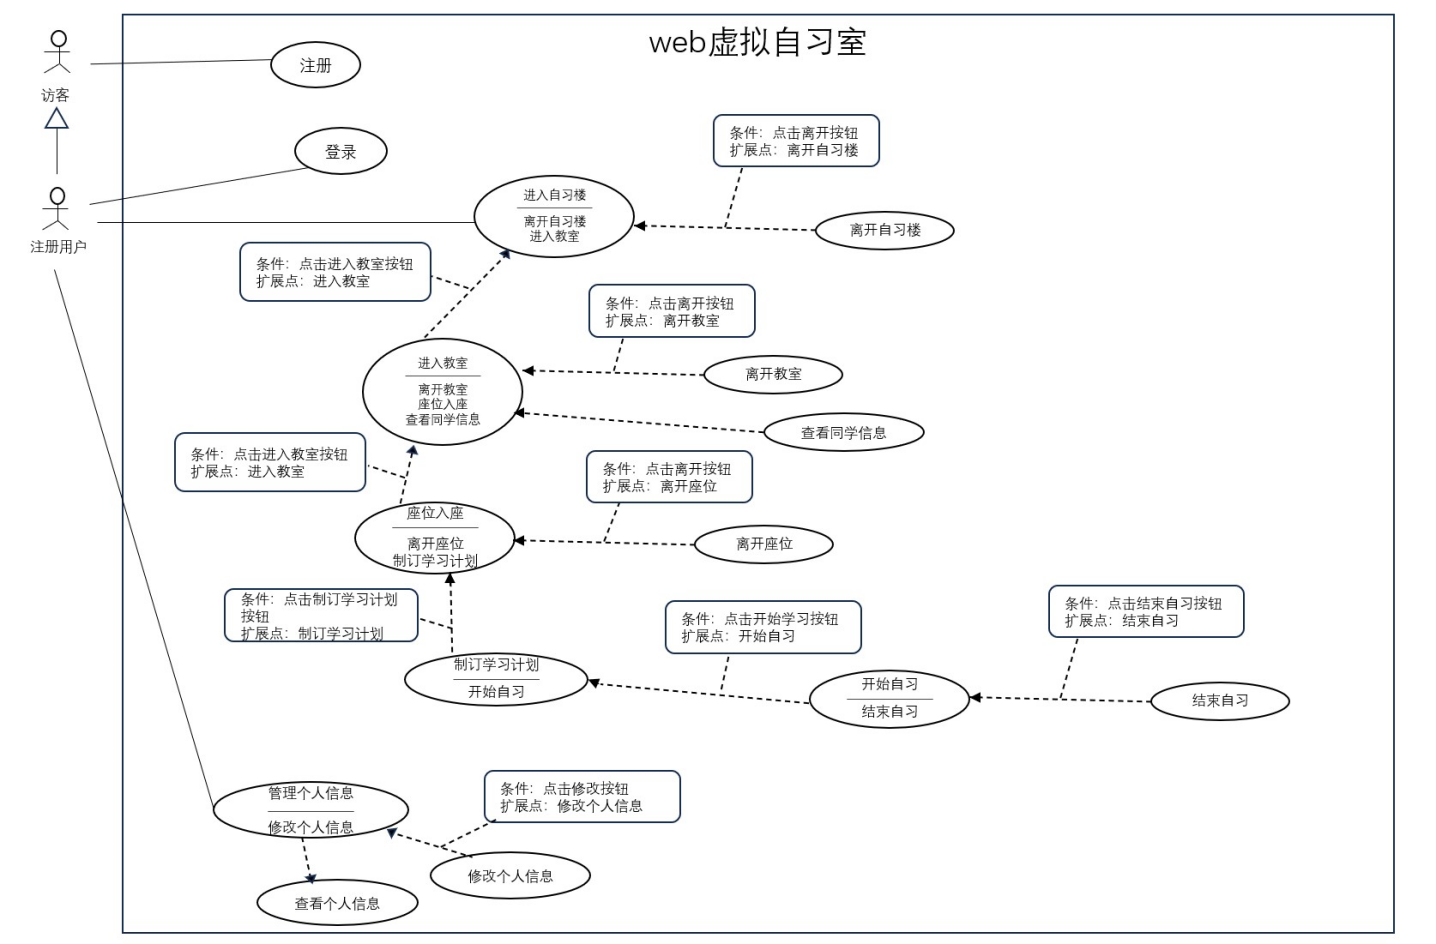 web虚拟自习室
访客
注册
登录
注册用户
条件：点击离开按钮
扩展点：离开自习楼
进入自习楼
离开自习楼
进入教室
离开自习楼
条件：点击进入教室按钮
扩展点：进入教室
条件：点击离开按钮
扩展点：离开教室
进入教室
离开教室
座位入座
查看同学信息
离开教室
查看同学信息
条件：点击进入教室按钮
扩展点：进入教室
条件：点击离开按钮
扩展点：离开座位
座位入座
离开座位
制订学习计划
离开座位
条件：点击制订学习计划
按钮
扩展点：制订学习计划
条件：点击开始学习按钮
扩展点：开始自习
条件：点击结束自习按钮
扩展点：结束自习
制订学习计划
开始自习
开始自习
结束自习
结束自习
管理个人信息
修改个人信息
条件：点击修改按钮
扩展点：修改个人信息
修改个人信息
查看个人信息